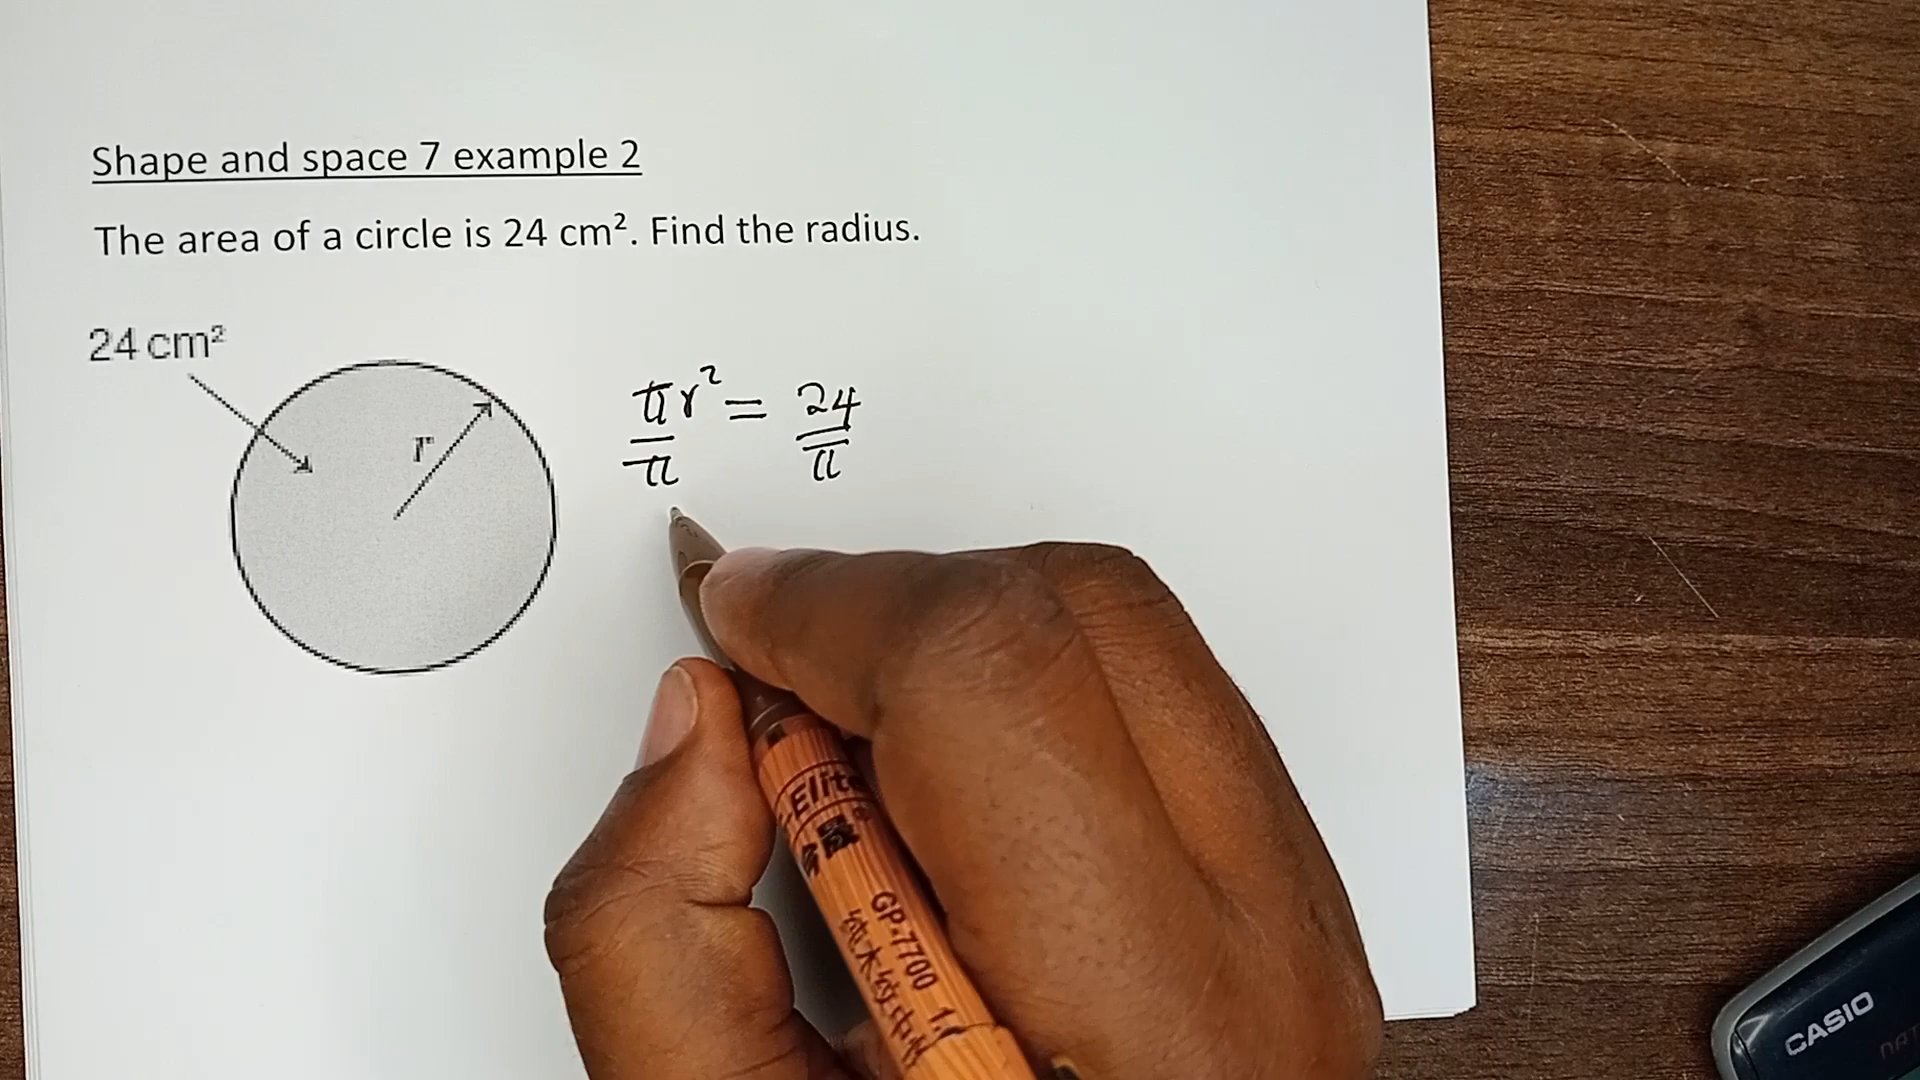 Shape and space 7 example 2
The area of a circle is 24 cm². Find the radius.
24 cm²
r
πr² = 24
π π
Elite
GP-7700
CASIO